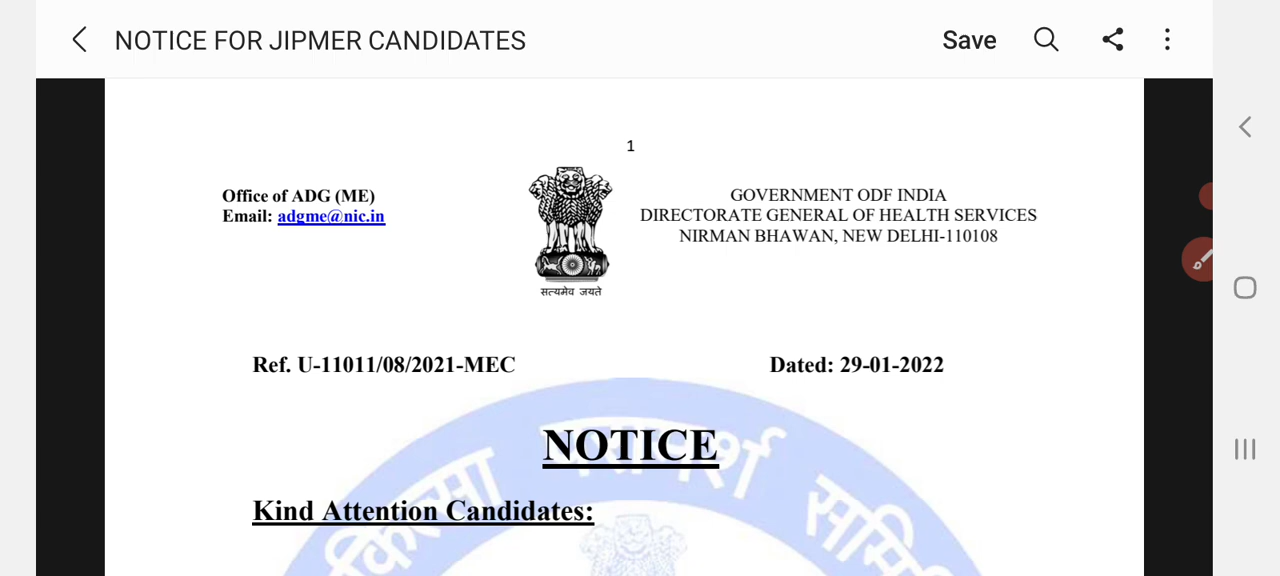 NOTICE FOR JIPMER CANDIDATES
Save
1
Office of ADG (ME)
Email: adgme@nic.in
सत्यमेव जयते
GOVERNMENT ODF INDIA
DIRECTORATE GENERAL OF HEALTH SERVICES
NIRMAN BHAWAN, NEW DELHI-110108
Ref. U-11011/08/2021-MEC
Dated: 29-01-2022
NOTICE
Kind Attention Candidates: